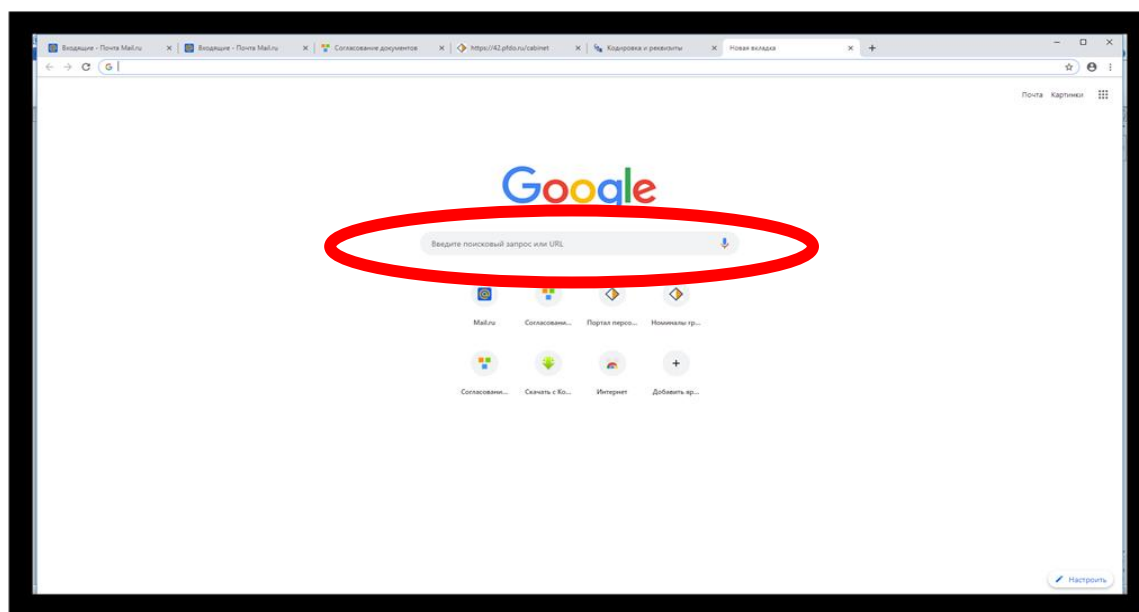 Входящие - Почта Mail.ru
Входящие - Почта Mail.ru
Согласование документов
https://42.pfdo.ru/cabinet
Кодировка и реквизиты
Новая вкладка
Почта Картинки
Google
Введите поисковый запрос или URL
Mail.ru
Согласовани...
Портал персо...
Номиналы гр...
Согласовани...
Скачать с Ко...
Интернет
Добавить яр...
Настроить